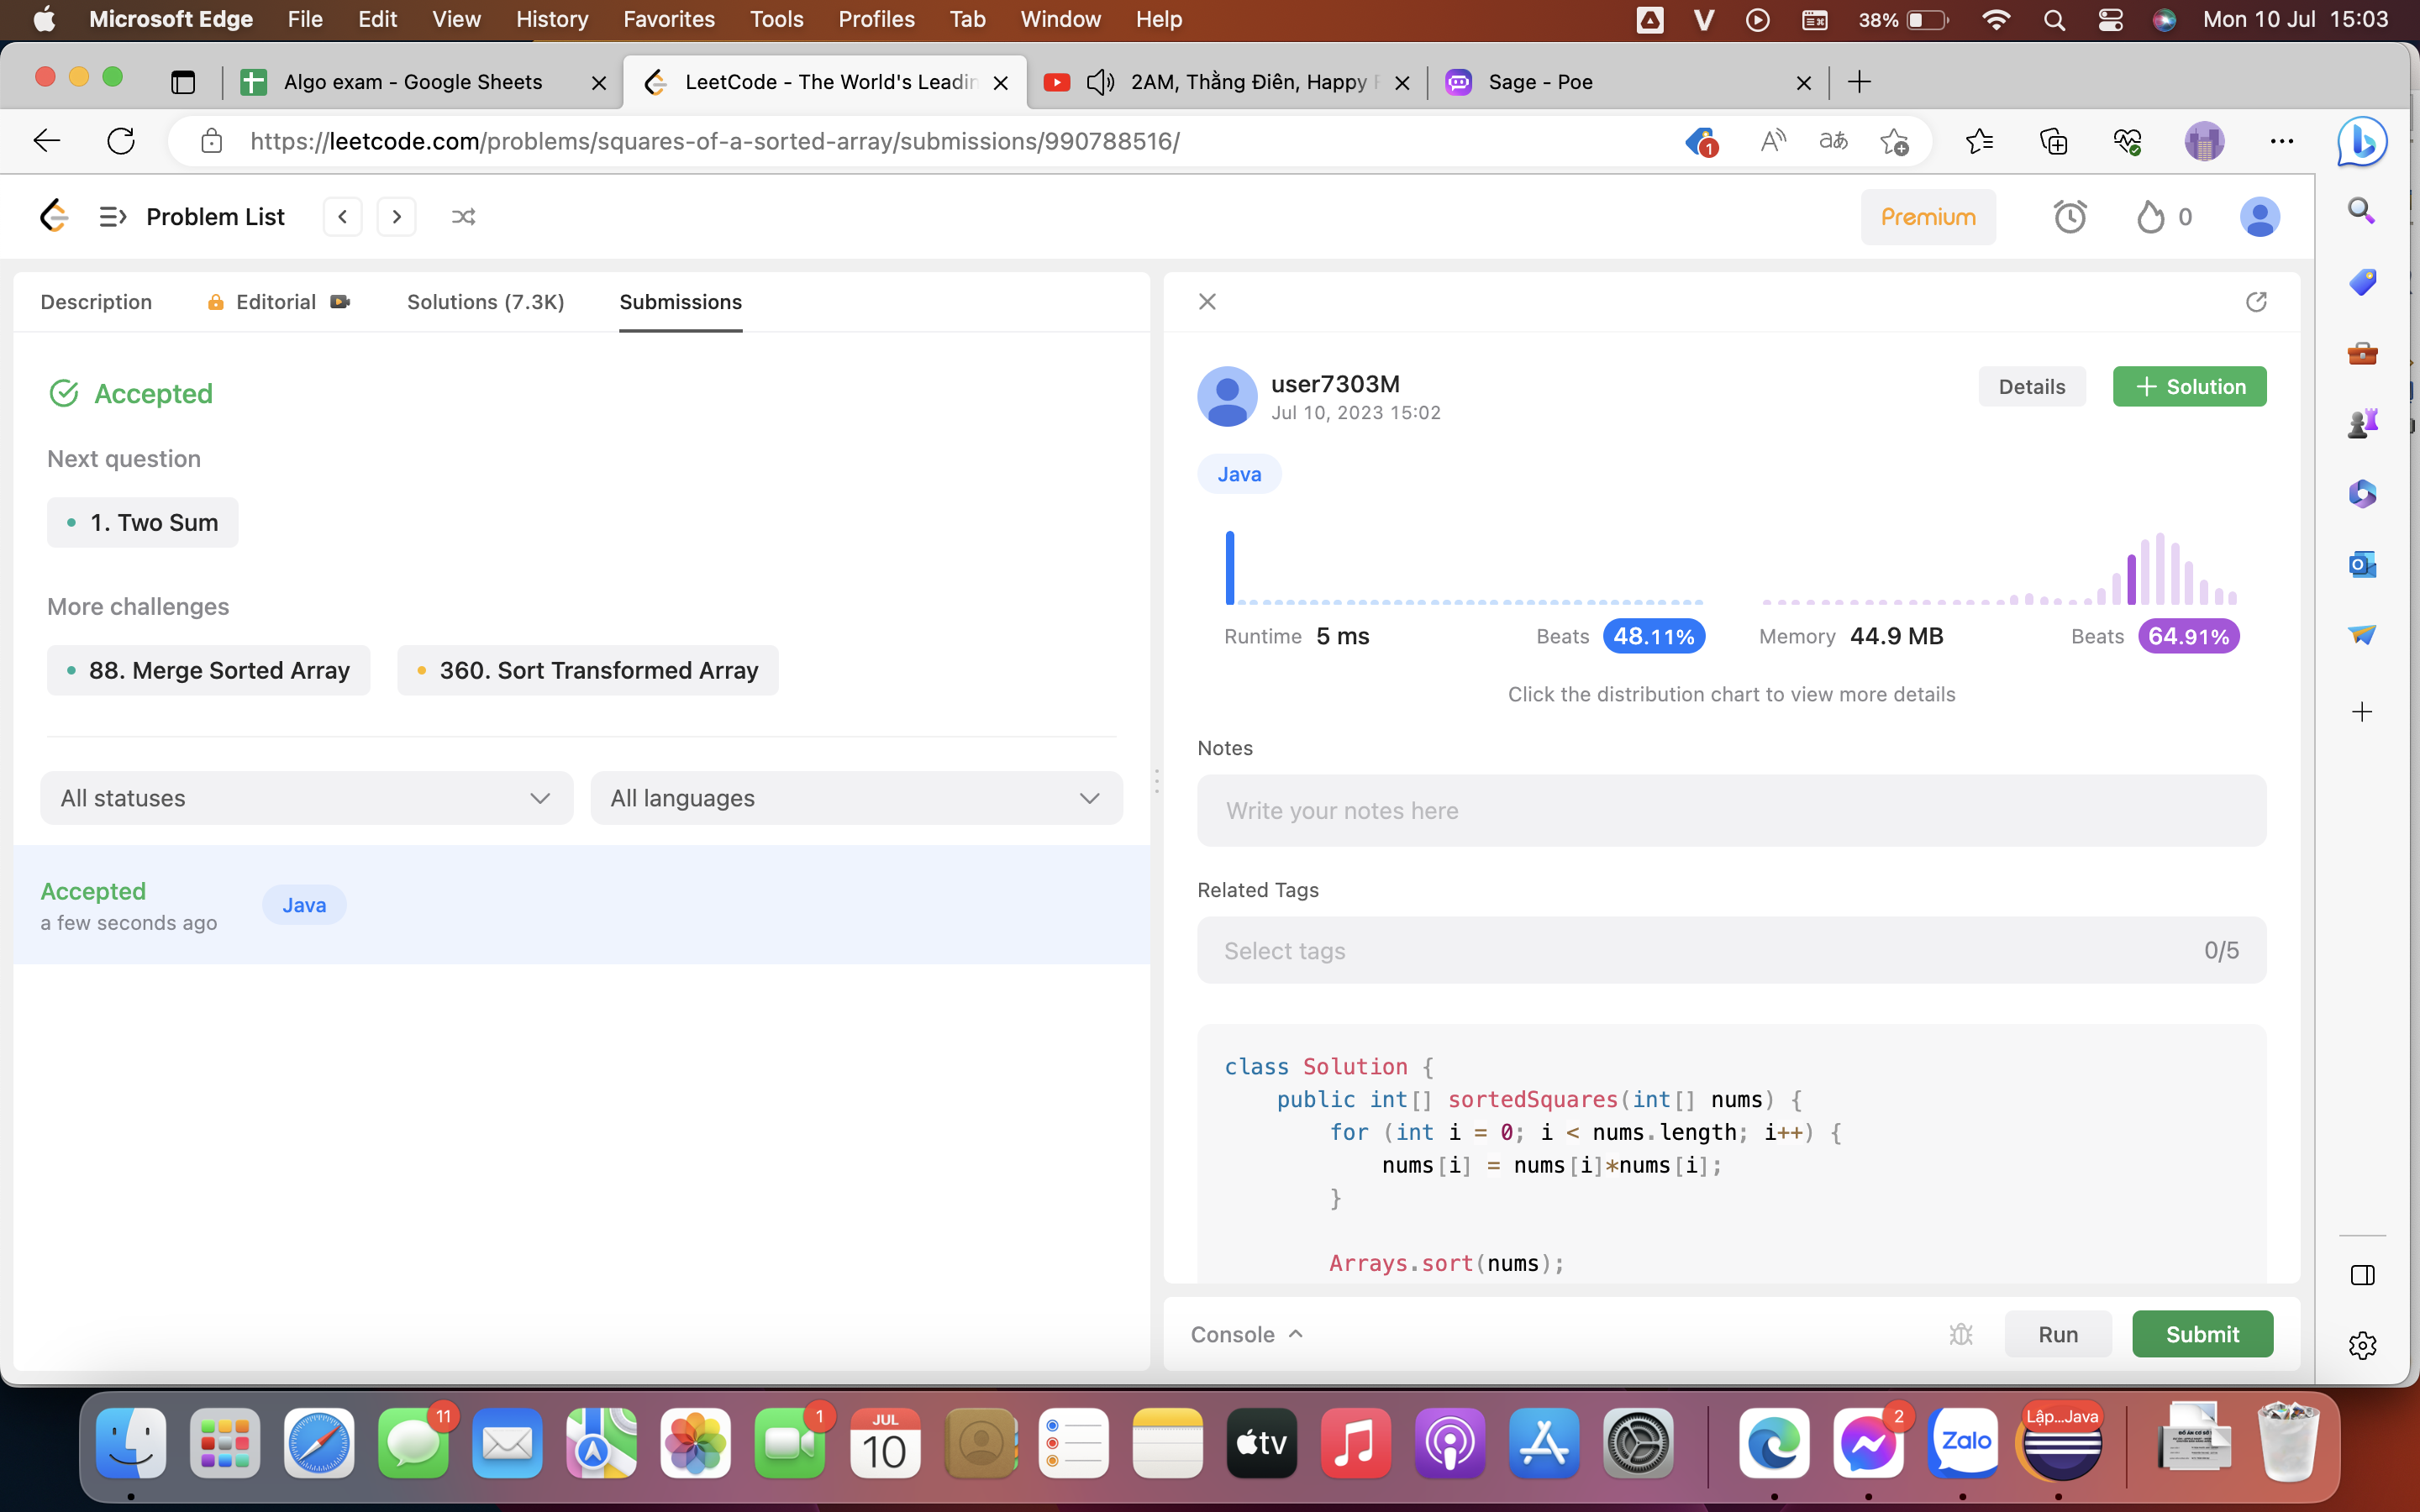 Microsoft Edge File Edit View History Favorites Tools Profiles Tab Window Help 38% Mon 10 Jul 15:03
Algo exam - Google Sheets LeetCode - The World's Leadin 2AM, Thằng Điên, Happy Sage - Poe
https://leetcode.com/problems/squares-of-a-sorted-array/submissions/990788516/ 1
Problem List Premium 0
Description Editorial Solutions (7.3K) Submissions
Accepted
Next question
1. Two Sum
More challenges
88. Merge Sorted Array 360. Sort Transformed Array
All statuses All languages
Accepted
a few seconds ago
Java
user7303M
Jul 10, 2023 15:02
Details + Solution
Java
Runtime 5 ms Beats 48.11% Memory 44.9 MB Beats 64.91%
Click the distribution chart to view more details
Notes
Write your notes here
Related Tags
Select tags 0/5
class Solution {
public int[] sortedSquares(int[] nums) {
for (int i = 0; i < nums.length; i++) {
nums[i] = nums[i]*nums[i];
}
Arrays.sort(nums);
Console Run Submit
11 1 JUL 10 tv 2 Zalo Lập...Java